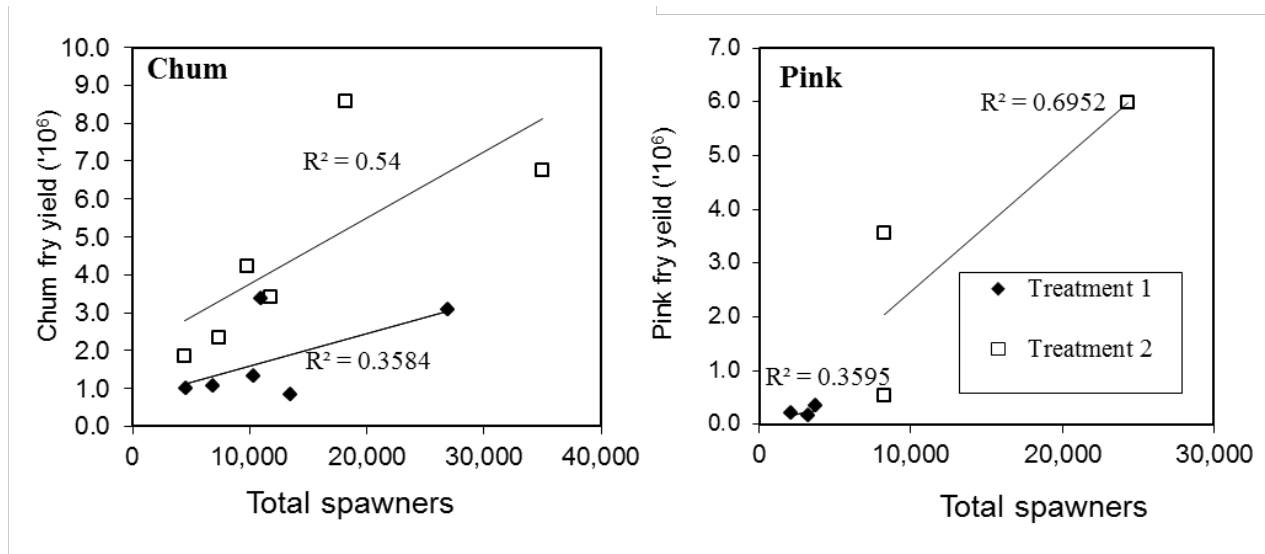 Chum
10.0
9.0
8.0
7.0
6.0
5.0
4.0
3.0
2.0
1.0
0.0
Chum fry yield ('10⁶)
R² = 0.54
R² = 0.3584
0
10,000
20,000
30,000
40,000
Total spawners
Pink
7.0
6.0
5.0
4.0
3.0
2.0
1.0
0.0
Pink fry yeild ('10⁶)
R² = 0.6952
R² = 0.3595
Treatment 1
Treatment 2
0
10,000
20,000
30,000
Total spawners